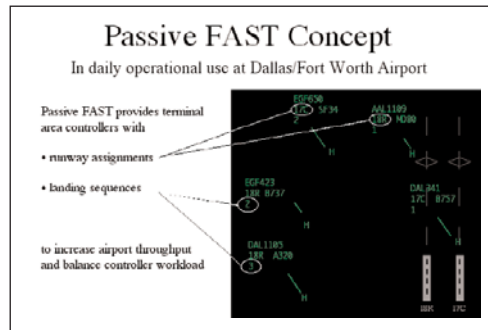 Passive FAST Concept
In daily operational use at Dallas/Fort Worth Airport
Passive FAST provides terminal
area controllers with
• runway assignments
• landing sequences
to increase airport throughput
and balance controller workload
EGF650
17C SF34
2
H
AAL1109
18R MD80
1
H
EGF423
18R B737
2
H
DAL341
17C B757
1
H
DAL1105
18R A320
3
H
18R
17C